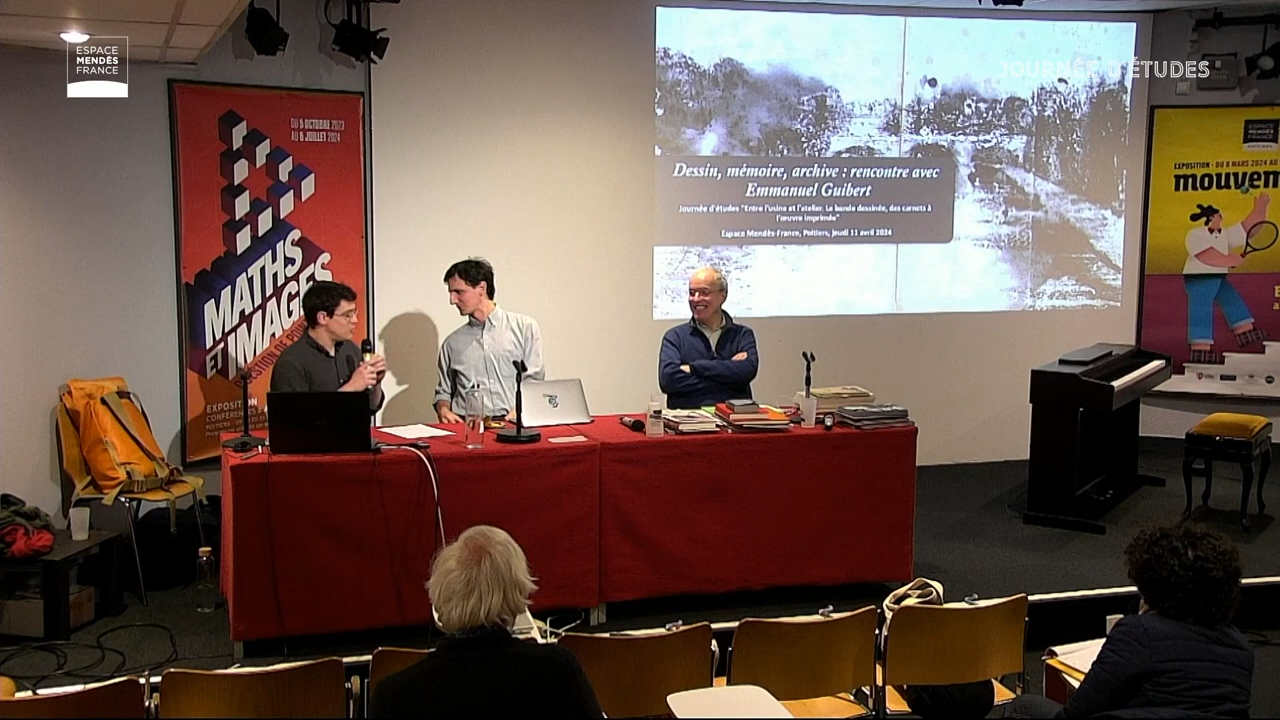 ESPACE
MENDÈS
FRANCE
JOURNÉE D'ÉTUDES
DU 5 OCTOBRE 2023
AU 6 JUILLET 2024
MATHS
ET IMAGES
EXPOSITION
CONFÉRENCES
Dessin, mémoire, archive : rencontre avec
Emmanuel Guibert
Journée d'études "Entre l'usine et l'atelier. La bande dessinée, des carnets à
l'œuvre imprimée"
Espace Mendès-France, Poitiers, jeudi 11 avril 2024
ESPACE
MENDÈS
FRANCE
EXPOSITION - DU 8 MARS 2024 AU
mouvem